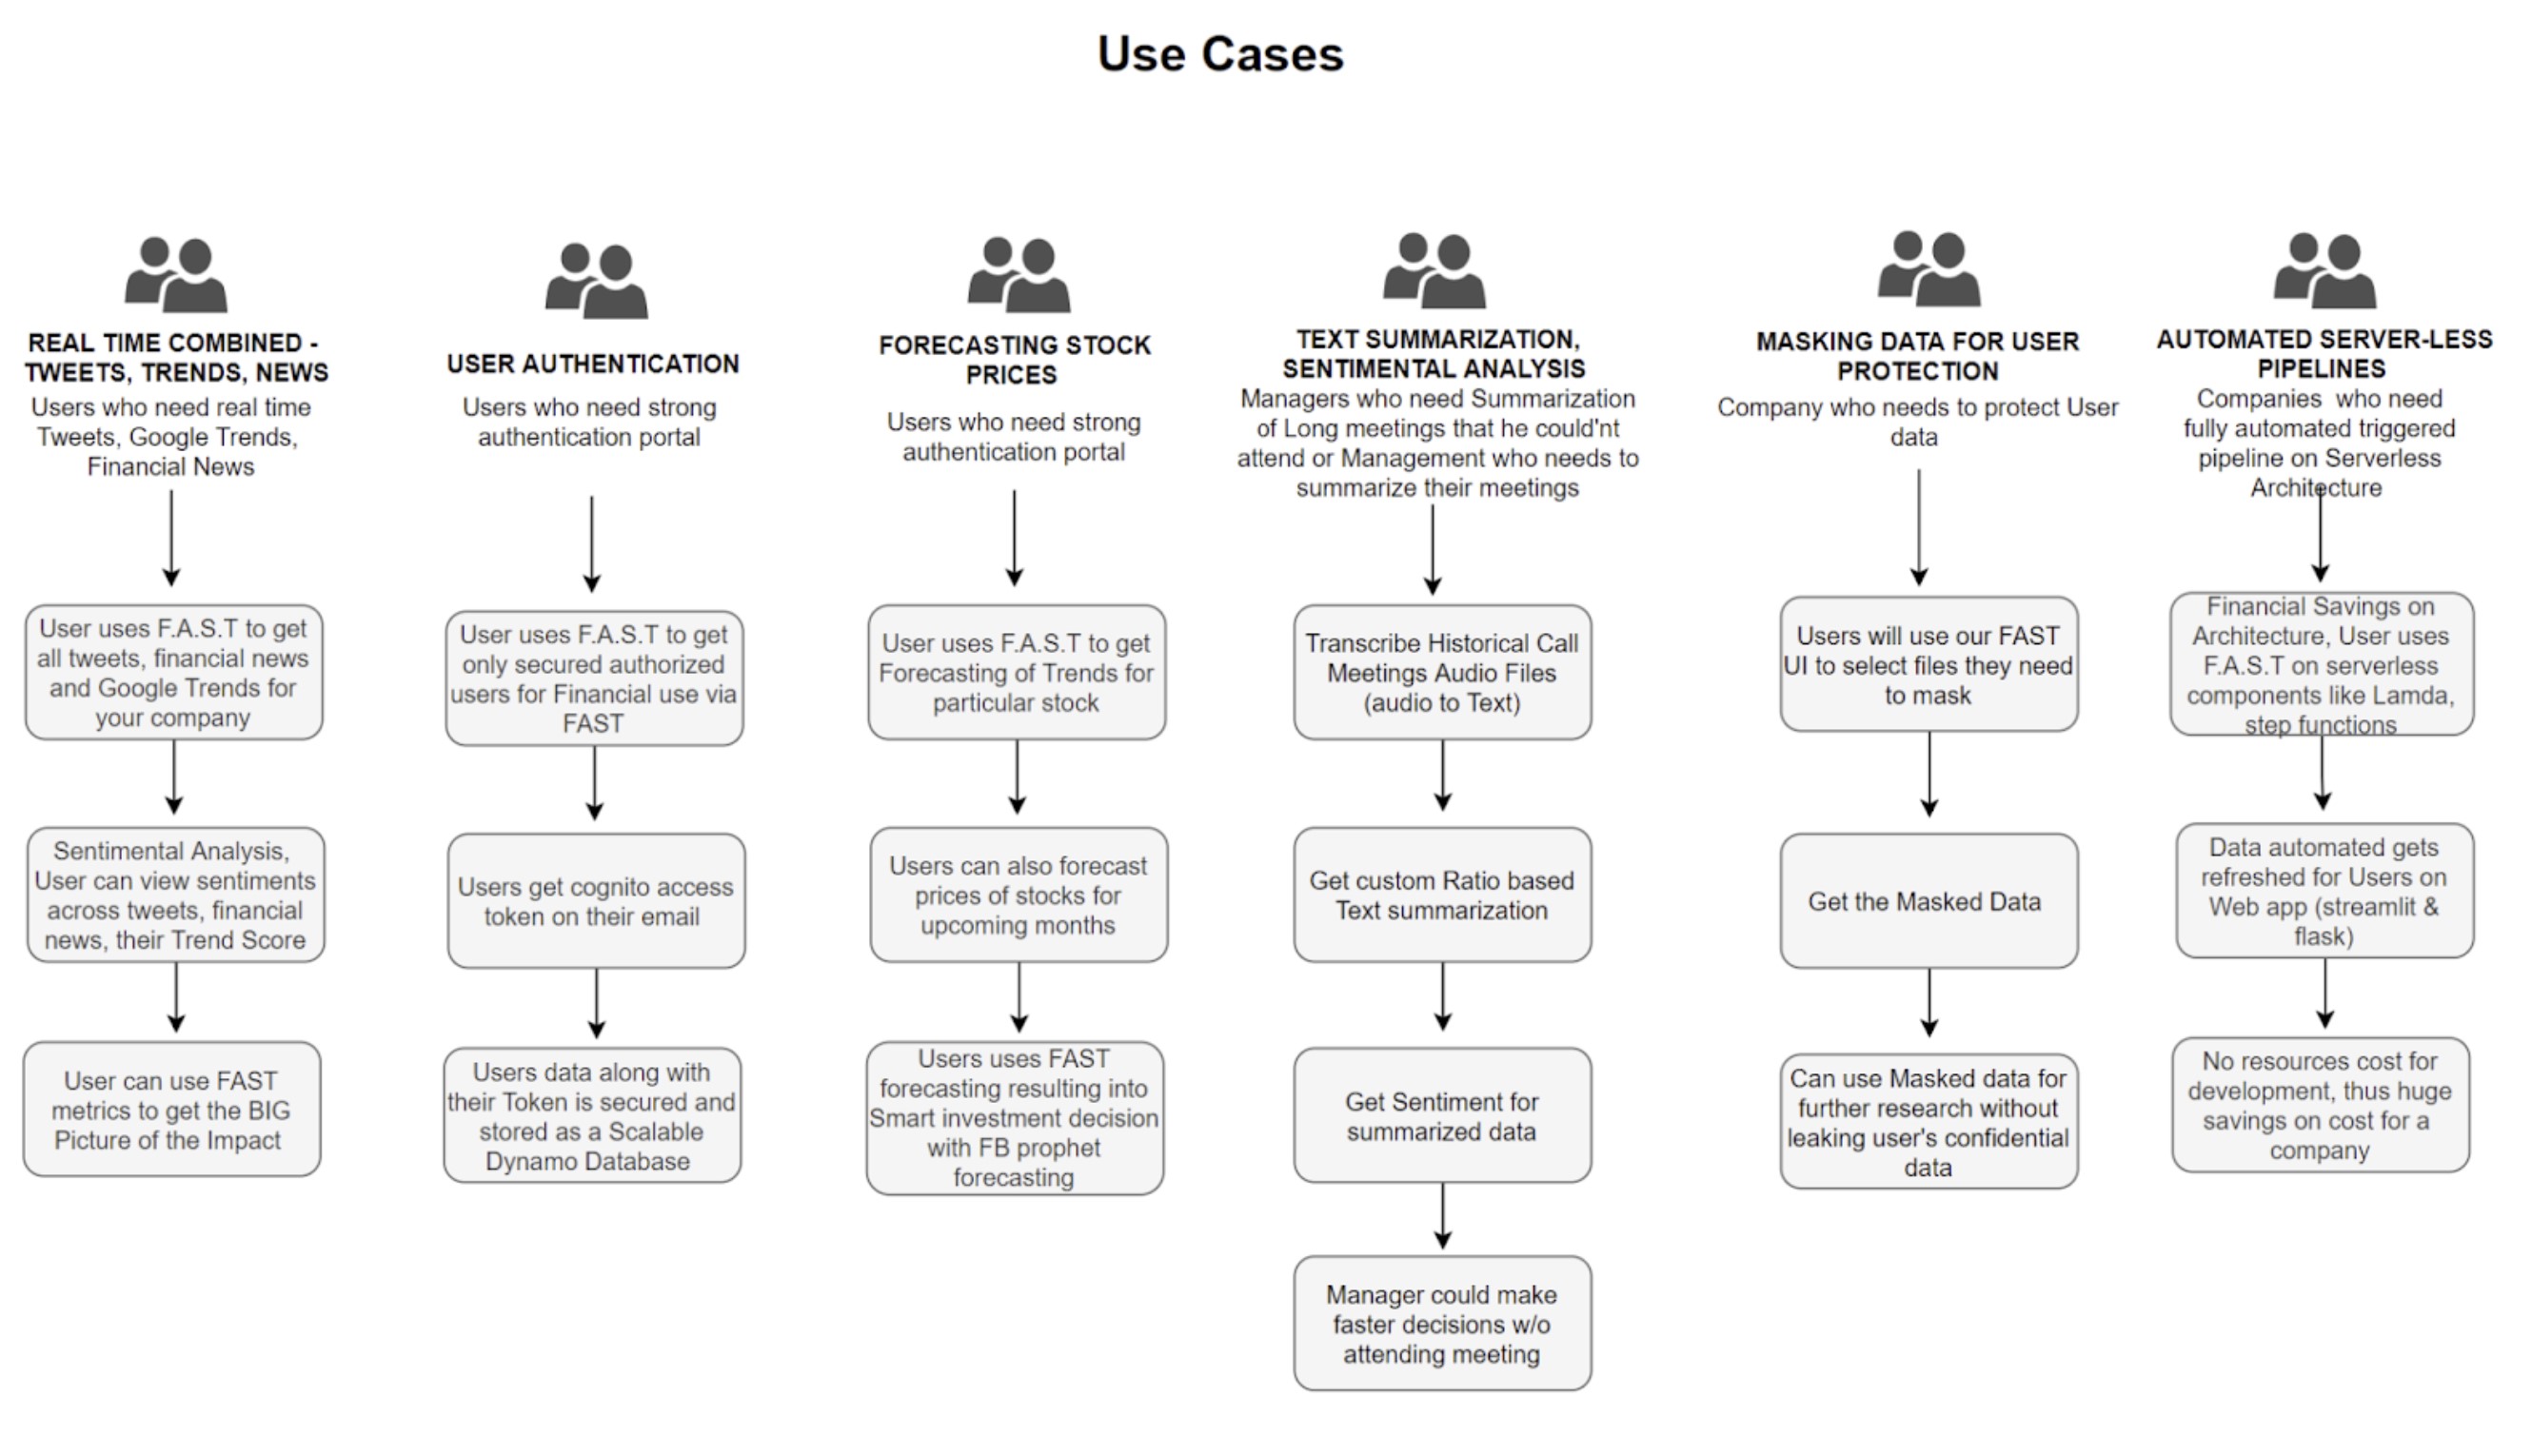 Use Cases
REAL TIME COMBINED -
TWEETS, TRENDS, NEWS
Users who need real time
Tweets, Google Trends,
Financial News
User uses F.A.S.T to get
all tweets, financial news
and Google Trends for
your company
Sentimental Analysis,
User can view sentiments
across tweets, financial
news, their Trend Score
User can use FAST
metrics to get the BIG
Picture of the Impact
USER AUTHENTICATION
Users who need strong
authentication portal
User uses F.A.S.T to get
only secured authorized
users for Financial use via
FAST
Users get cognito access
token on their email
Users data along with
their Token is secured and
stored as a Scalable
Dynamo Database
FORECASTING STOCK
PRICES
Users who need strong
authentication portal
User uses F.A.S.T to get
Forecasting of Trends for
particular stock
Users can also forecast
prices of stocks for
upcoming months
Users uses FAST
forecasting resulting into
Smart investment decision
with FB prophet
forecasting
TEXT SUMMARIZATION,
SENTIMENTAL ANALYSIS
Managers who need Summarization
of Long meetings that he could'nt
attend or Management who needs to
summarize their meetings
Transcribe Historical Call
Meetings Audio Files
(audio to Text)
Get custom Ratio based
Text summarization
Get Sentiment for
summarized data
Manager could make
faster decisions w/o
attending meeting
MASKING DATA FOR USER
PROTECTION
Company who needs to protect User
data
Users will use our FAST
UI to select files they need
to mask
Get the Masked Data
Can use Masked data for
further research without
leaking user's confidential
data
AUTOMATED SERVER-LESS
PIPELINES
Companies  who need
fully automated triggered
pipeline on Serverless
Architecture
Financial Savings on
Architecture, User uses
F.A.S.T on serverless
components like Lamda,
step functions
Data automated gets
refreshed for Users on
Web app (streamlit &
flask)
No resources cost for
development, thus huge
savings on cost for a
company